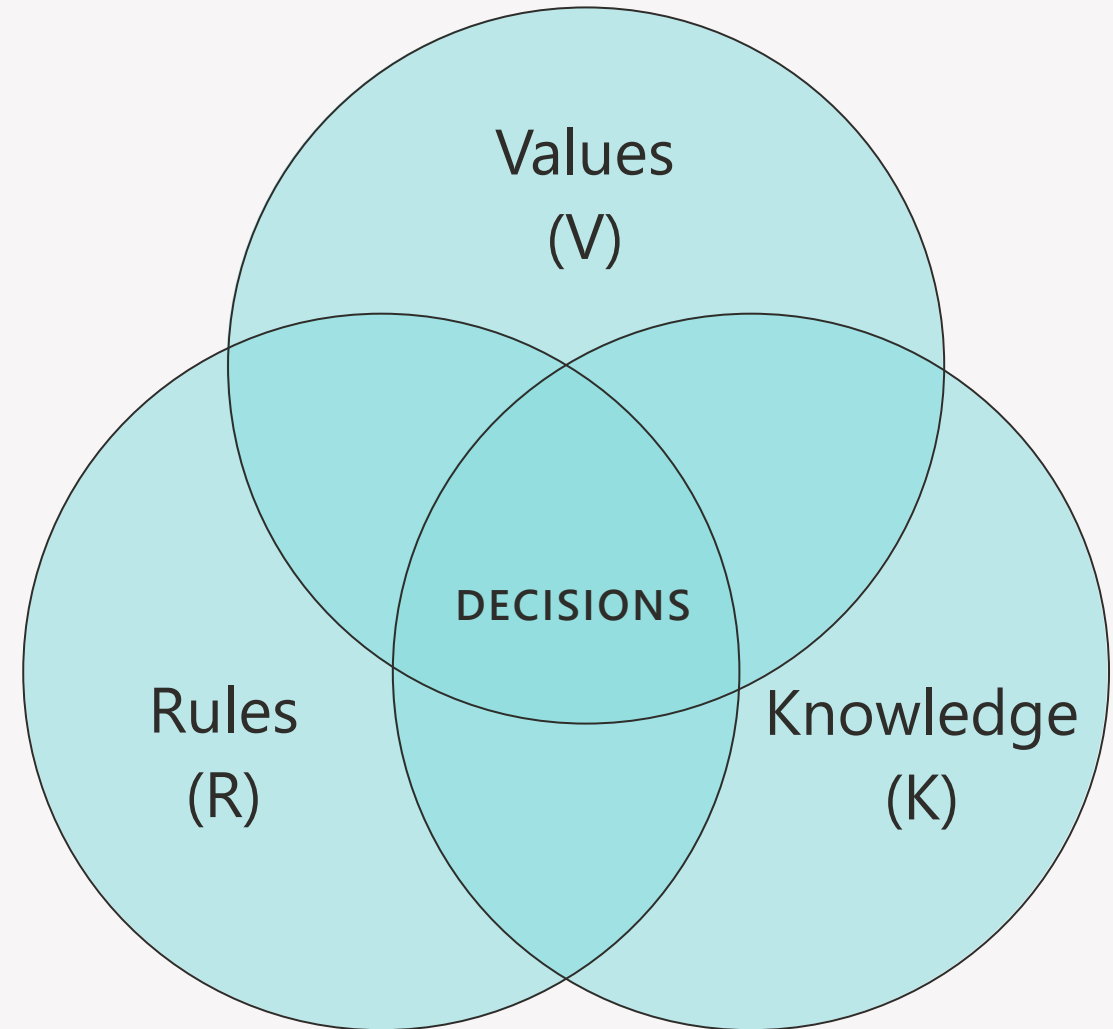 Values
(V)
DECISIONS
Rules
(R)
Knowledge
(K)